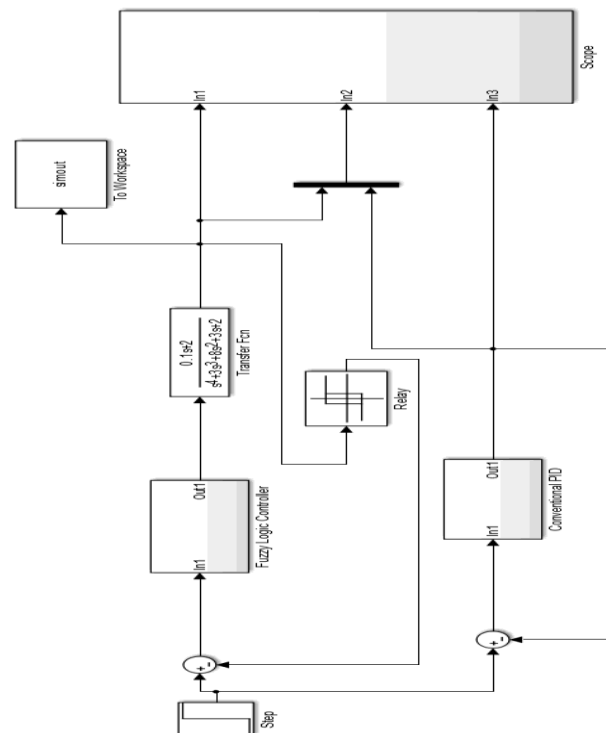 Scope
In1
In2
In3
simout
To Workspace
0.1s+2
s⁴+3s³+8s²+3s+2
Transfer Fcn
Relay
Out1
In1
Fuzzy Logic Controller
Out1
In1
Conventional PID
+-
+-
Step